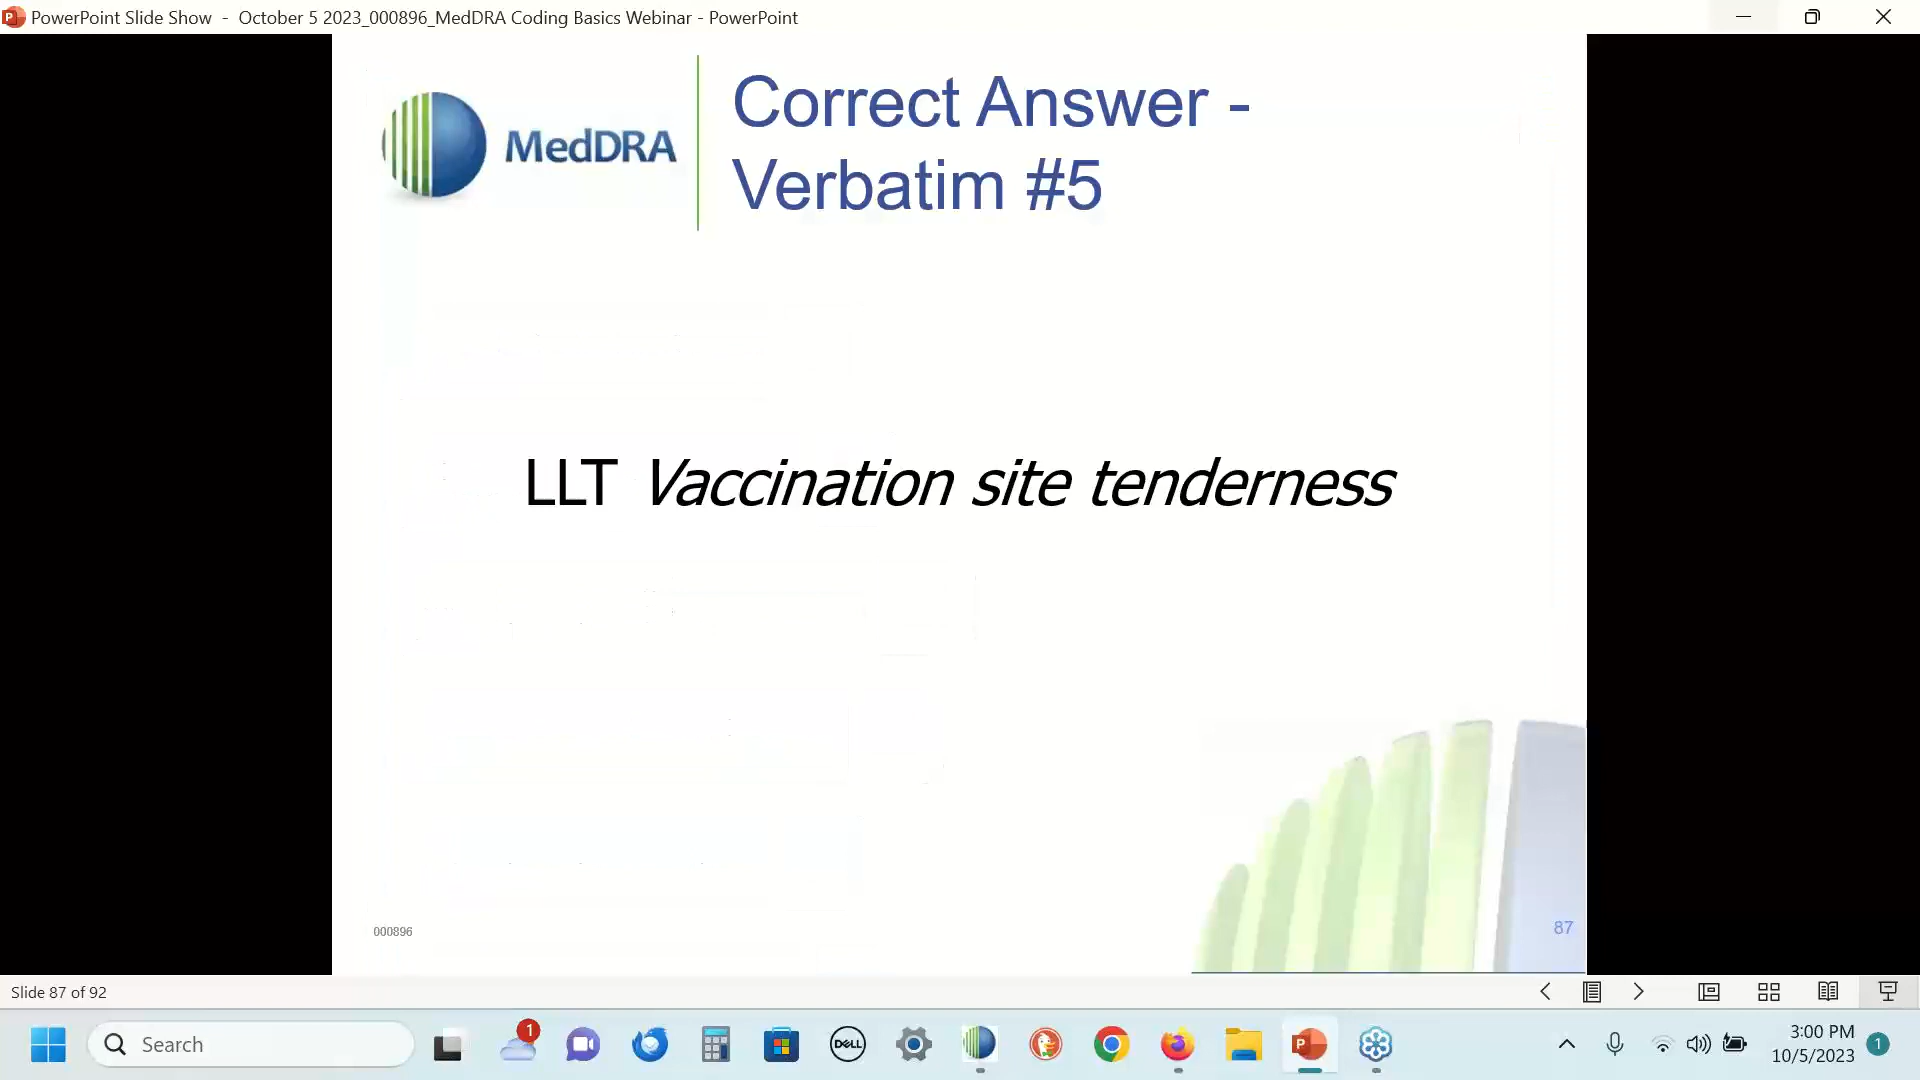 PowerPoint Slide Show - October 5 2023_000896_MedDRA Coding Basics Webinar - PowerPoint
MedDRA
Correct Answer -
Verbatim #5
LLT Vaccination site tenderness
000896
87
Slide 87 of 92
1
Search
DELL
3:00 PM
10/5/2023
1